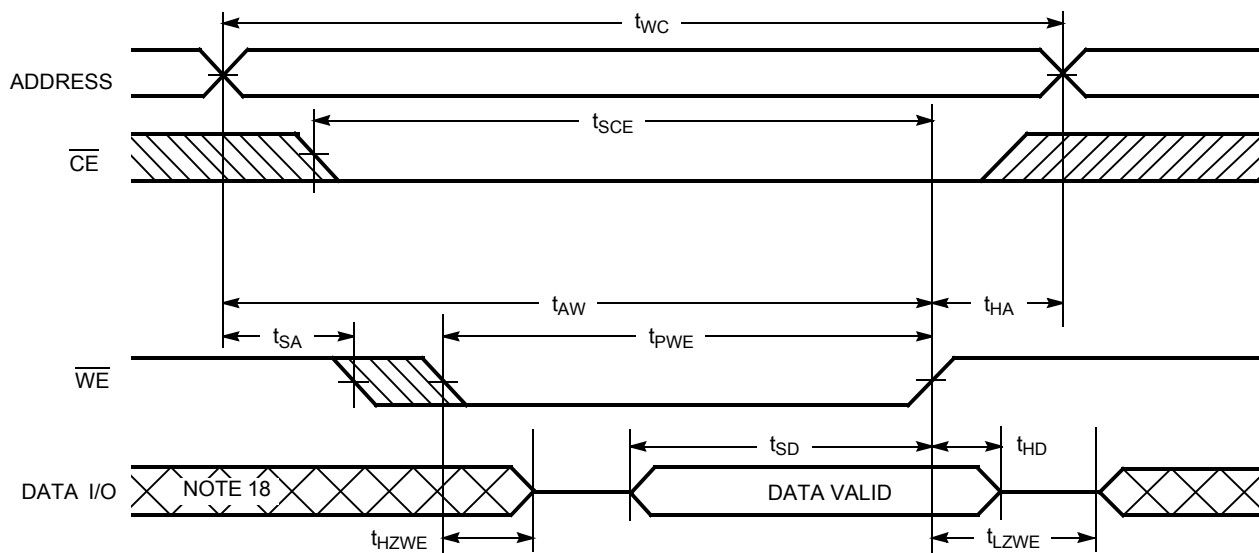 tWC
ADDRESS
tSCE
CE
tAW
tHA
tSA
tPWE
WE
tSD
tHD
DATA I/O
NOTE 18
DATA VALID
tHZWE
tLZWE